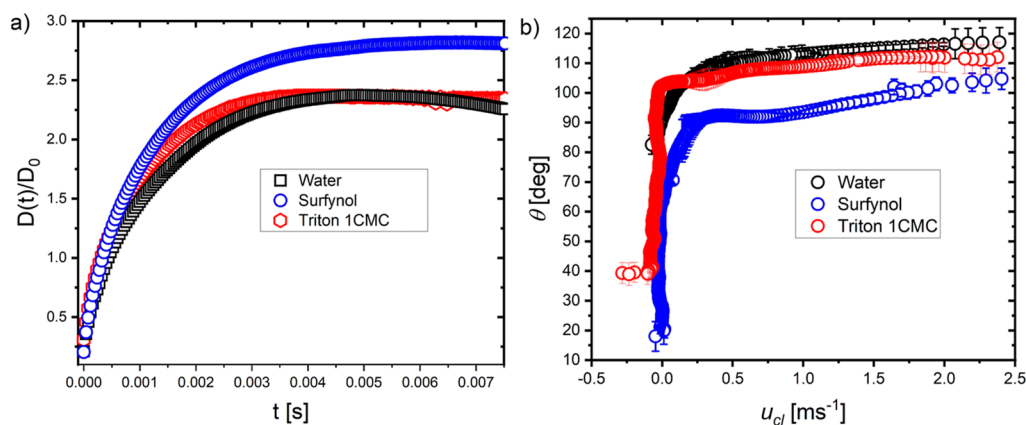 a)
D(t)/D₀
3.0
2.5
2.0
1.5
1.0
0.5
Water
Surfynol
Triton 1CMC
0.000 0.001 0.002 0.003 0.004 0.005 0.006 0.007
t [s]
b)
θ [deg]
120
110
100
90
80
70
60
50
40
30
20
10
Water
Surfynol
Triton 1CMC
-0.5 0.0 0.5 1.0 1.5 2.0 2.5
u_cl [ms⁻¹]